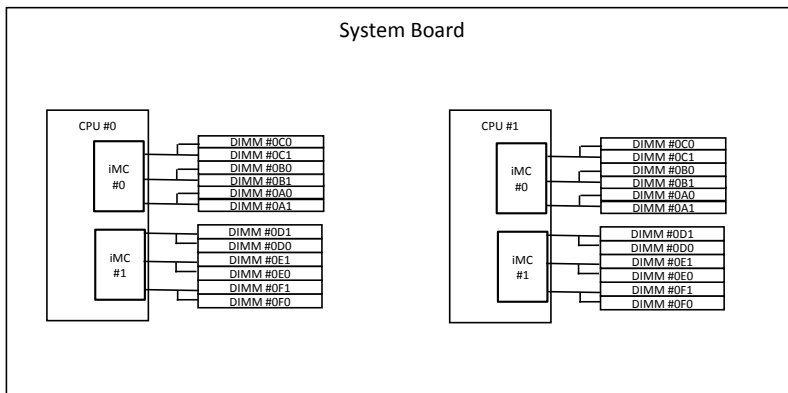 System Board
CPU #0
iMC
#0
DIMM #0C0
DIMM #0C1
DIMM #0B0
DIMM #0B1
DIMM #0A0
DIMM #0A1
iMC
#1
DIMM #0D1
DIMM #0D0
DIMM #0E1
DIMM #0E0
DIMM #0F1
DIMM #0F0
CPU #1
iMC
#0
DIMM #0C0
DIMM #0C1
DIMM #0B0
DIMM #0B1
DIMM #0A0
DIMM #0A1
iMC
#1
DIMM #0D1
DIMM #0D0
DIMM #0E1
DIMM #0E0
DIMM #0F1
DIMM #0F0